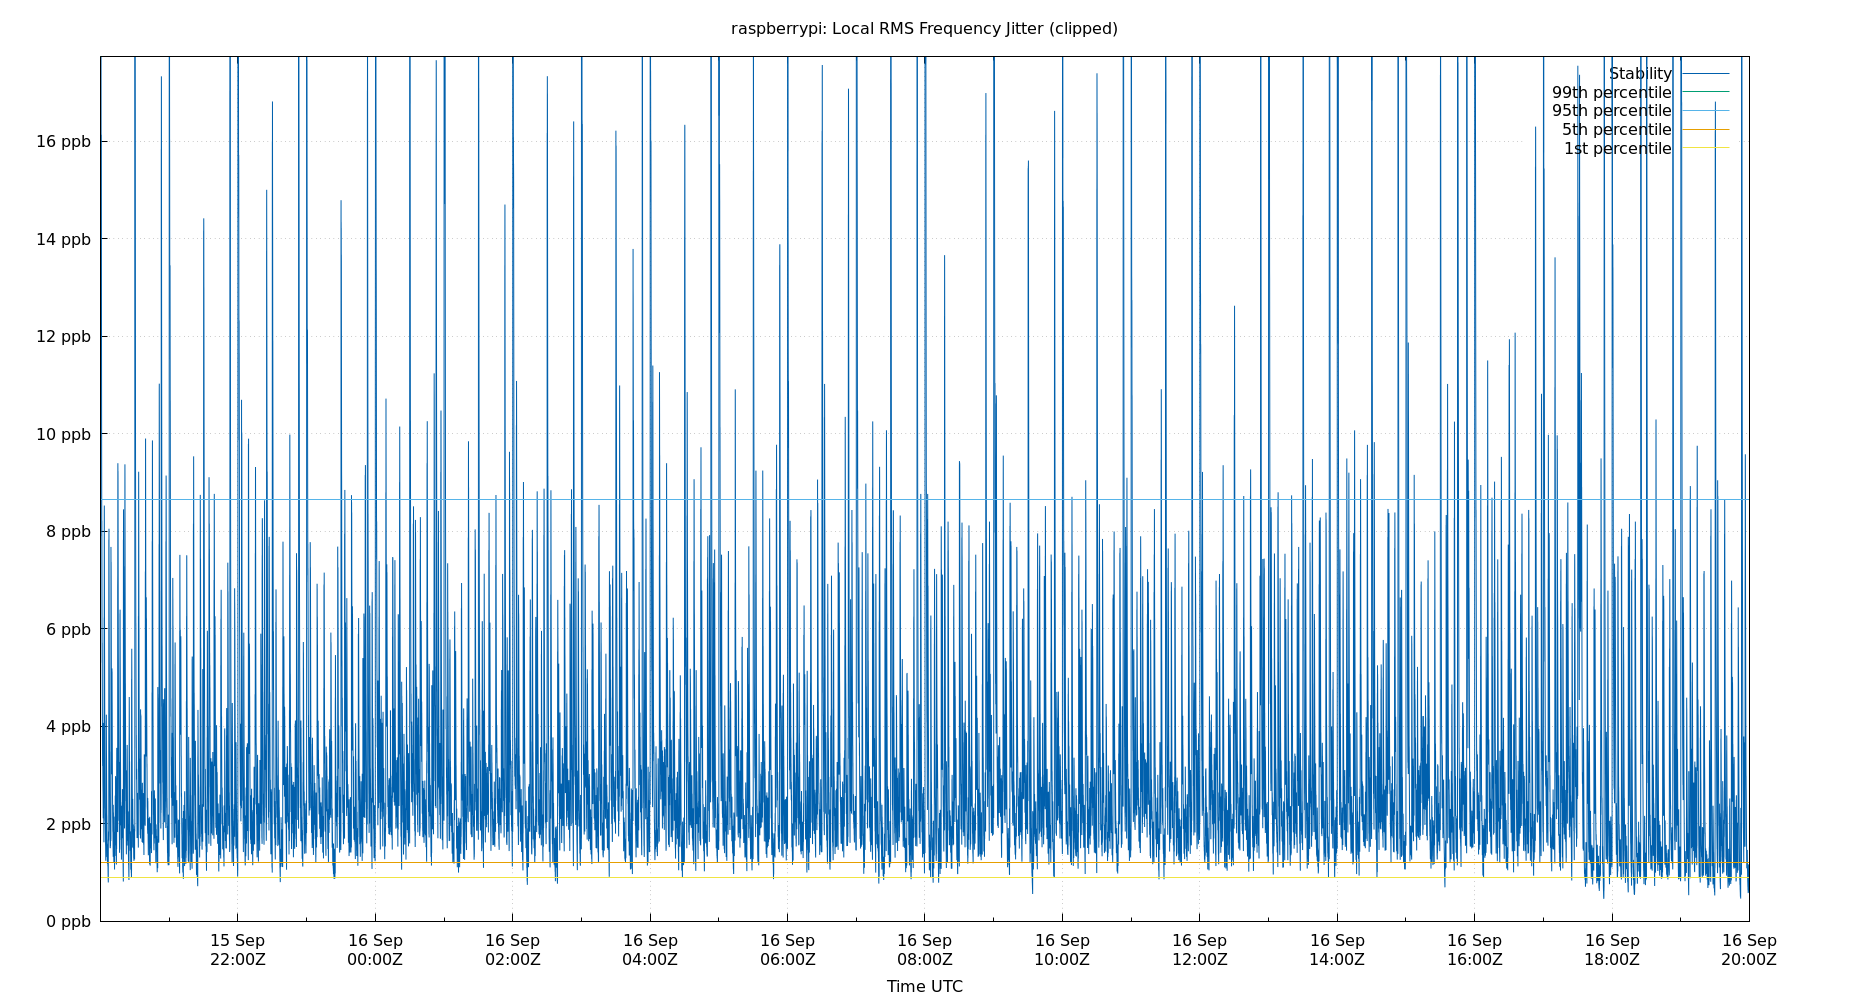 raspberrypi: Local RMS Frequency Jitter (clipped)
Stability
99th percentile
95th percentile
5th percentile
1st percentile
16 ppb
14 ppb
12 ppb
10 ppb
8 ppb
6 ppb
4 ppb
2 ppb
0 ppb
15 Sep 16 Sep 16 Sep 16 Sep 16 Sep 16 Sep 16 Sep 16 Sep 16 Sep 16 Sep 16 Sep 16 Sep
22:00Z 00:00Z 02:00Z 04:00Z 06:00Z 08:00Z 10:00Z 12:00Z 14:00Z 16:00Z 18:00Z 20:00Z
Time UTC